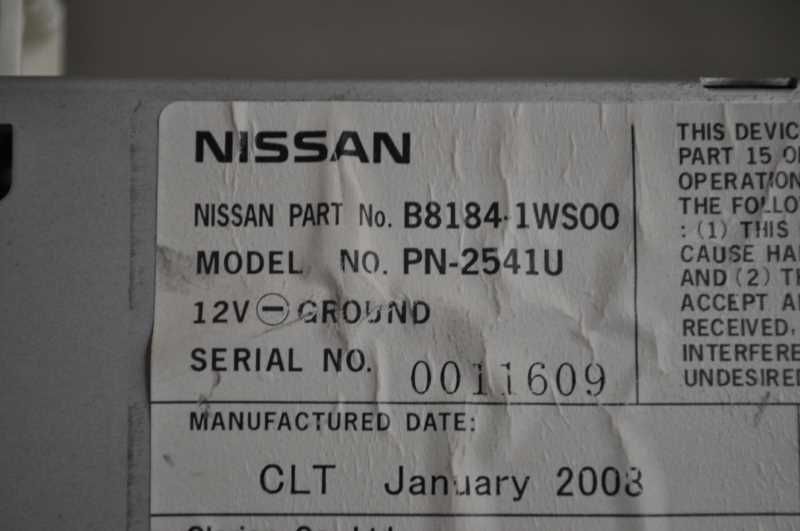 NISSAN
NISSAN PART No. B8184-1WS00
MODEL NO. PN-2541U
12V ⊖ GROUND
SERIAL NO. 0011609
MANUFACTURED DATE:
CLT January 2008
THIS DEVIC
PART 15 O
OPERATION
THE FOLLO
: (1) THIS
CAUSE HA
AND (2) TH
ACCEPT A
RECEIVED,
INTERFERE
UNDESIRED